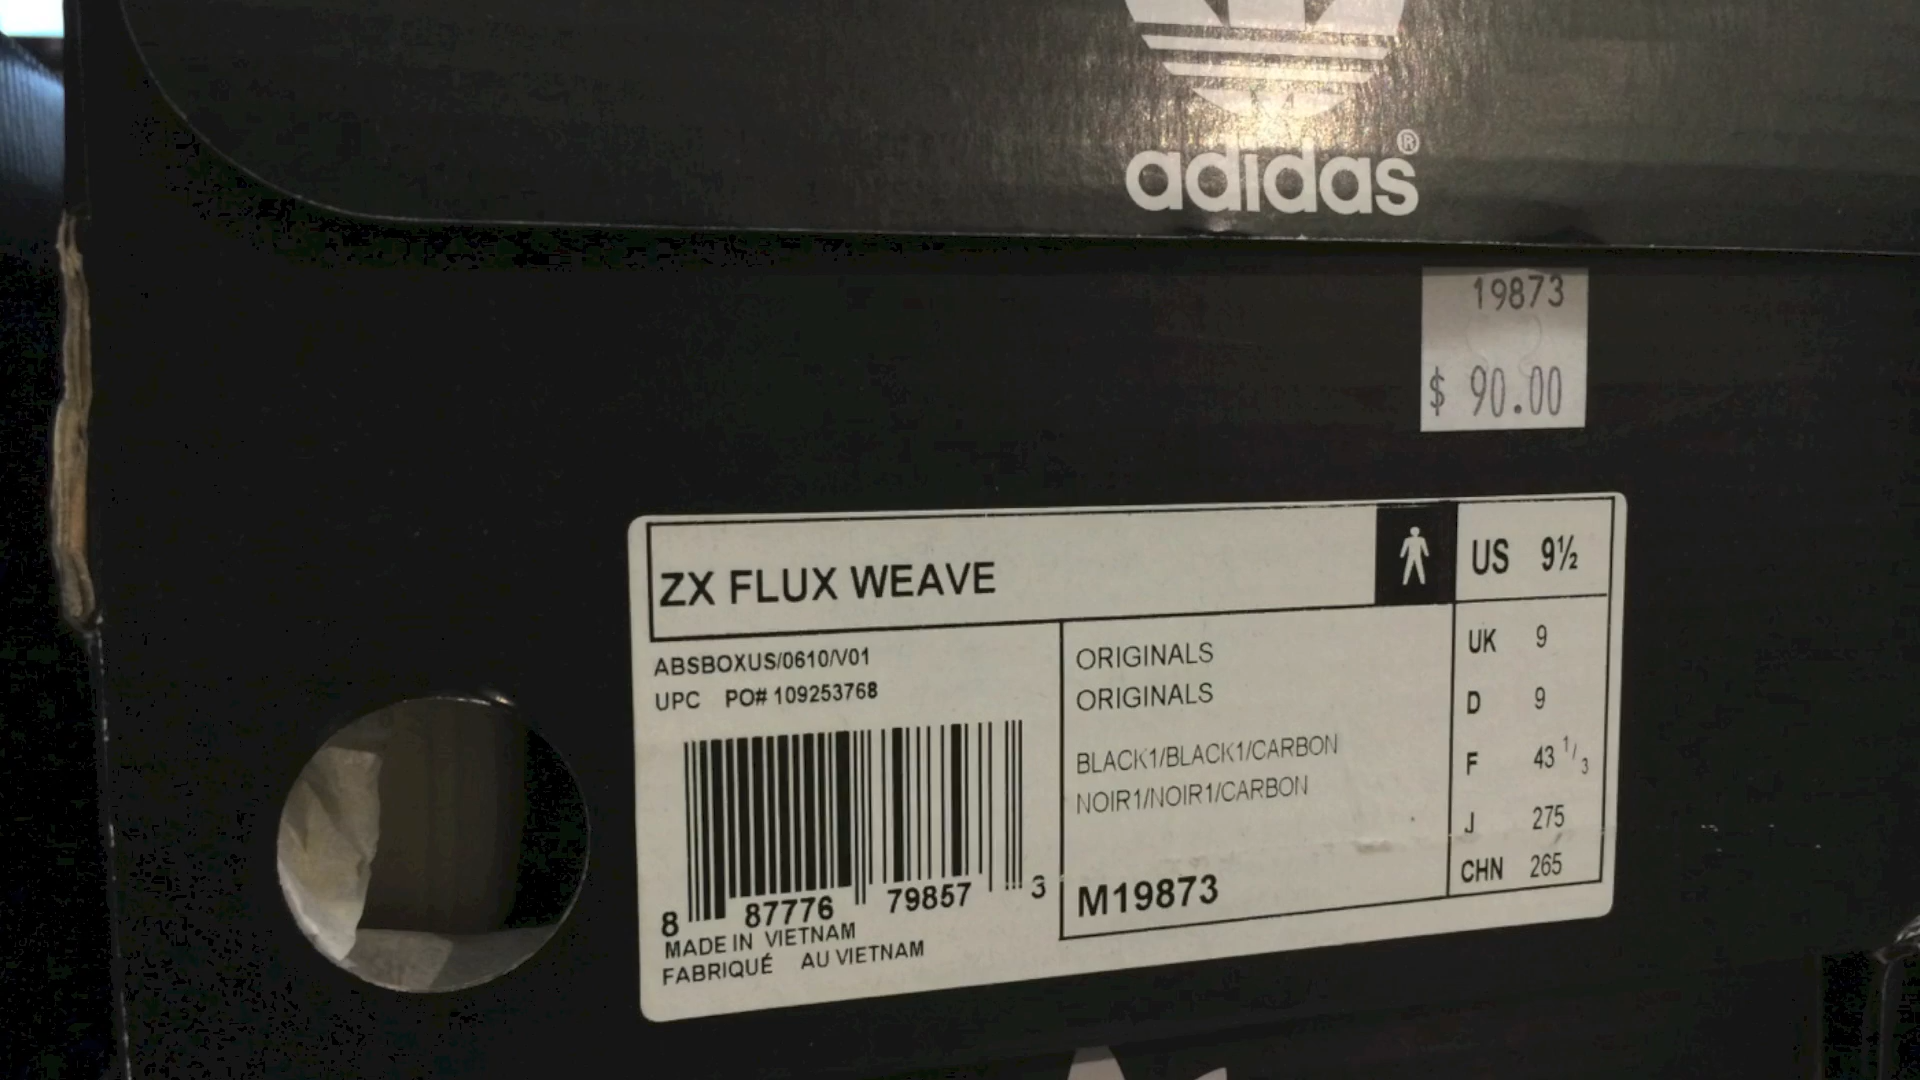 adidas®
19873
$ 90.00
ZX FLUX WEAVE
US 9½
ABSBOXUS/0610/V01
UPC PO# 109253768
8 87776 79857 3
MADE IN VIETNAM
FABRIQUÉ AU VIETNAM
ORIGINALS
ORIGINALS
BLACK1/BLACK1/CARBON
NOIR1/NOIR1/CARBON
M19873
UK 9
D 9
F 43 1/3
J 275
CHN 265